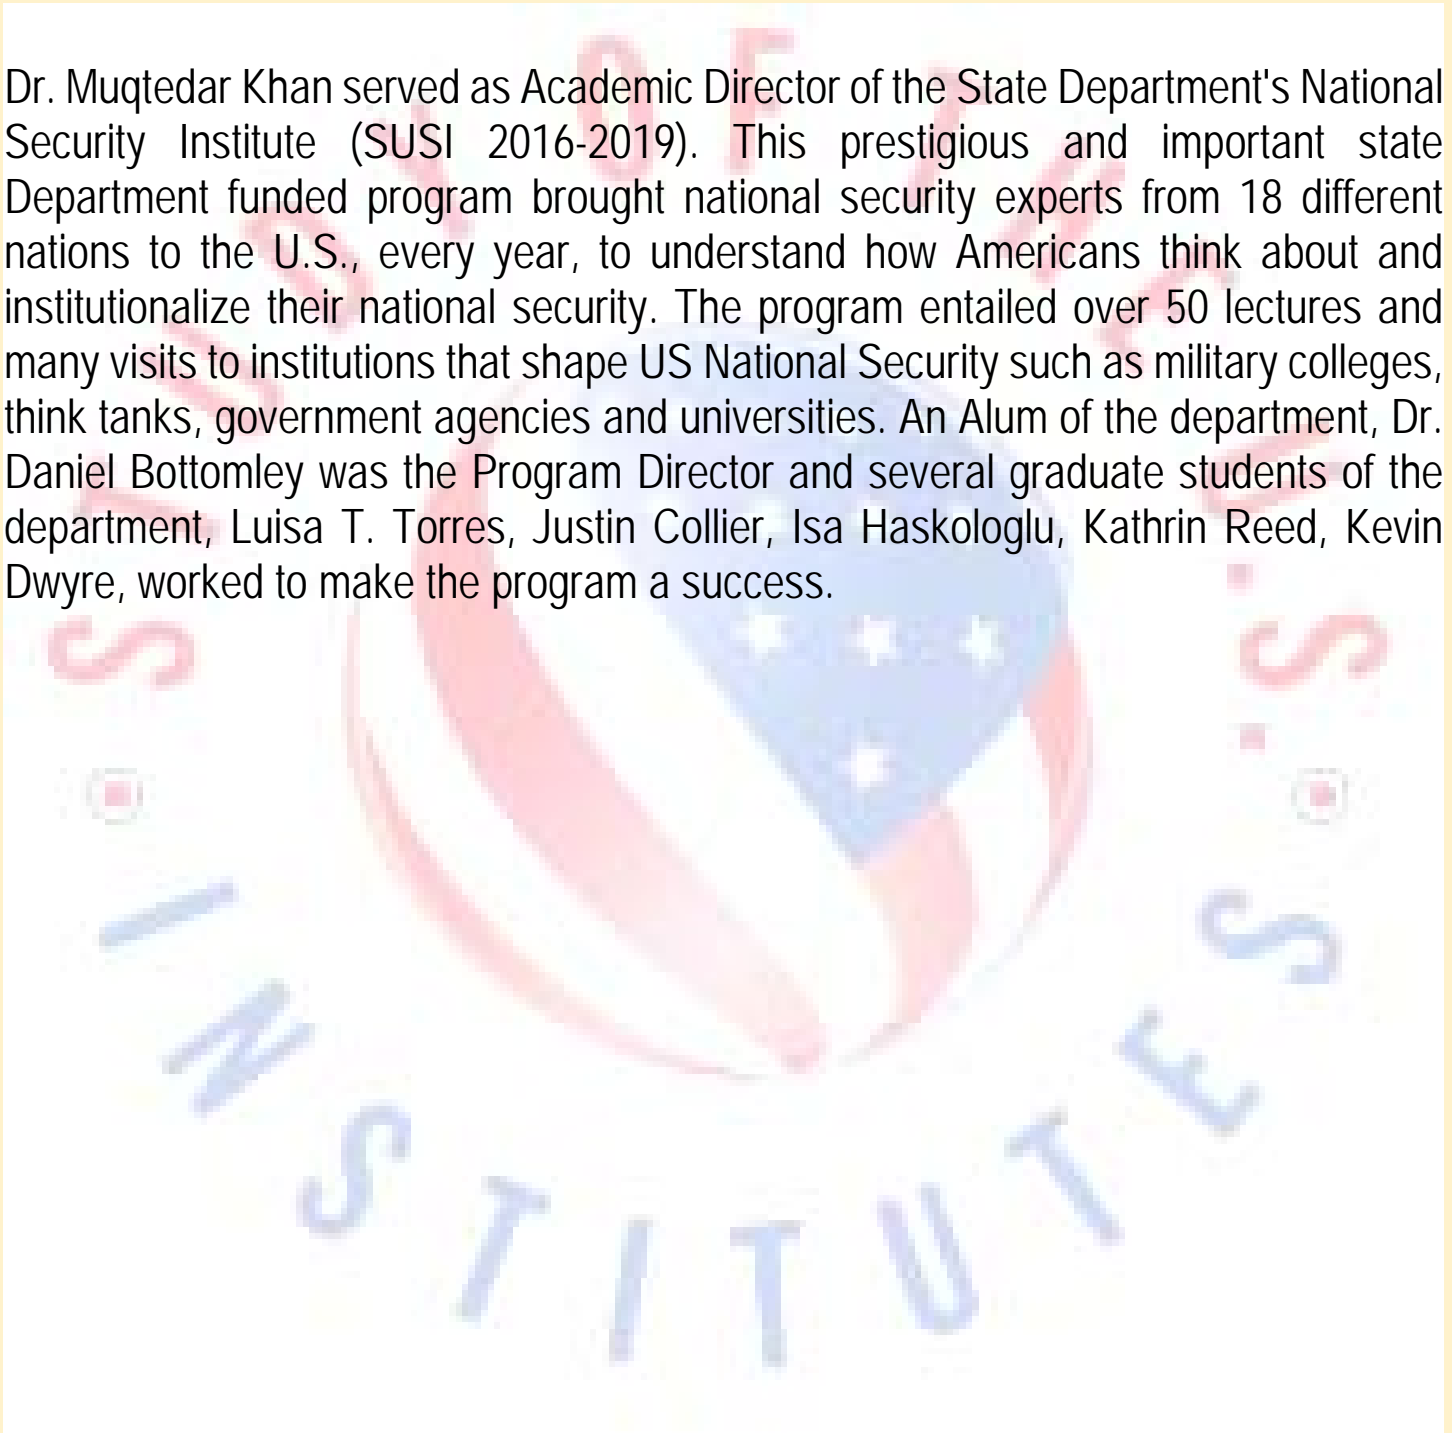 Dr. Muqtedar Khan served as Academic Director of the State Department's National
Security Institute (SUSI 2016-2019). This prestigious and important state
Department funded program brought national security experts from 18 different
nations to the U.S., every year, to understand how Americans think about and
institutionalize their national security. The program entailed over 50 lectures and
many visits to institutions that shape US National Security such as military colleges,
think tanks, government agencies and universities. An Alum of the department, Dr.
Daniel Bottomley was the Program Director and several graduate students of the
department, Luisa T. Torres, Justin Collier, Isa Haskologlu, Kathrin Reed, Kevin
Dwyre, worked to make the program a success.
STUDY OF THE U.S.
INSTITUTES